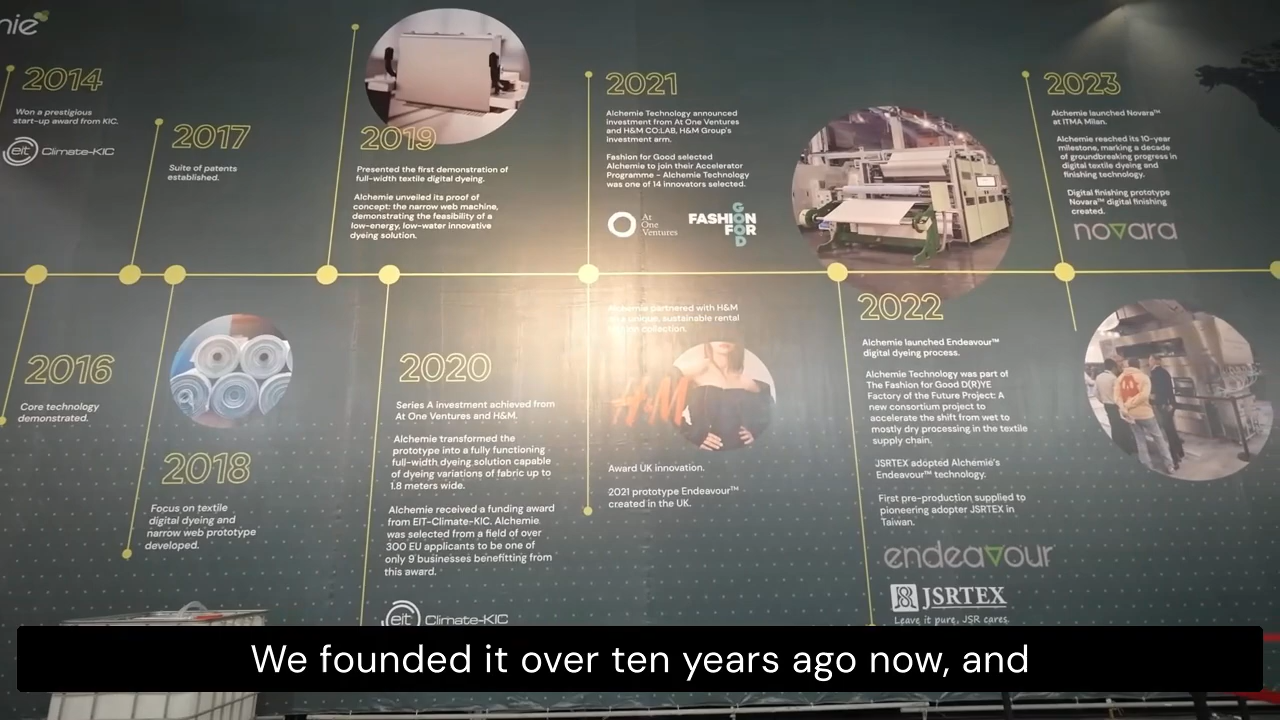 nie
2014
Won a prestigious
start-up award from KIC.
eit Climate-KIC
2016
Core technology
demonstrated.
2017
Suite of patents
established.
2018
Focus on textile
digital dyeing and
narrow web prototype
developed.
2019
Presented the first demonstration of
full-width textile digital dyeing.
Alchemie unveiled its proof of
concept: the narrow web machine,
demonstrating the feasibility of a
low-energy, low-water innovative
dyeing solution.
2020
Series A investment achieved from
At One Ventures and H&M.
Alchemie transformed the
prototype into a fully functioning
full-width dyeing solution capable
of dyeing variations of fabric up to
1.8 meters wide.
Alchemie received a funding award
from EIT-Climate-KIC. Alchemie
was selected from a field of over
300 EU applicants to be one of
only 9 businesses benefitting from
this award.
eit Climate-KIC
2021
Alchemie Technology announced
investment from At One Ventures
and H&M CO:LAB, H&M Group's
investment arm.
Fashion for Good selected
Alchemie to join their Accelerator
Programme - Alchemie Technology
was one of 14 innovators selected.
At
One
Ventures
FASHION
FOR
GOOD
Alchemie partnered with H&M
unique, sustainable rental
collection.
H&M
Award UK innovation.
2021 prototype Endeavour™
created in the UK.
2022
Alchemie launched Endeavour™
digital dyeing process.
Alchemie Technology was part of
The Fashion for Good D(R)YE
Factory of the Future Project: A
new consortium project to
accelerate the shift from wet to
mostly dry processing in the textile
supply chain.
JSRTEX adopted Alchemie's
Endeavour™ technology.
First pre-production supplied to
pioneering adopter JSRTEX in
Taiwan.
endeavour
JSRTEX
Leave it pure, JSR cares.
2023
Alchemie launched Novara™
at ITMA Milan.
Alchemie reached its 10-year
milestone, marking a decade
of groundbreaking progress in
digital textile dyeing and
finishing technology.
Digital finishing prototype
Novara™ digital finishing
created.
novara
We founded it over ten years ago now, and